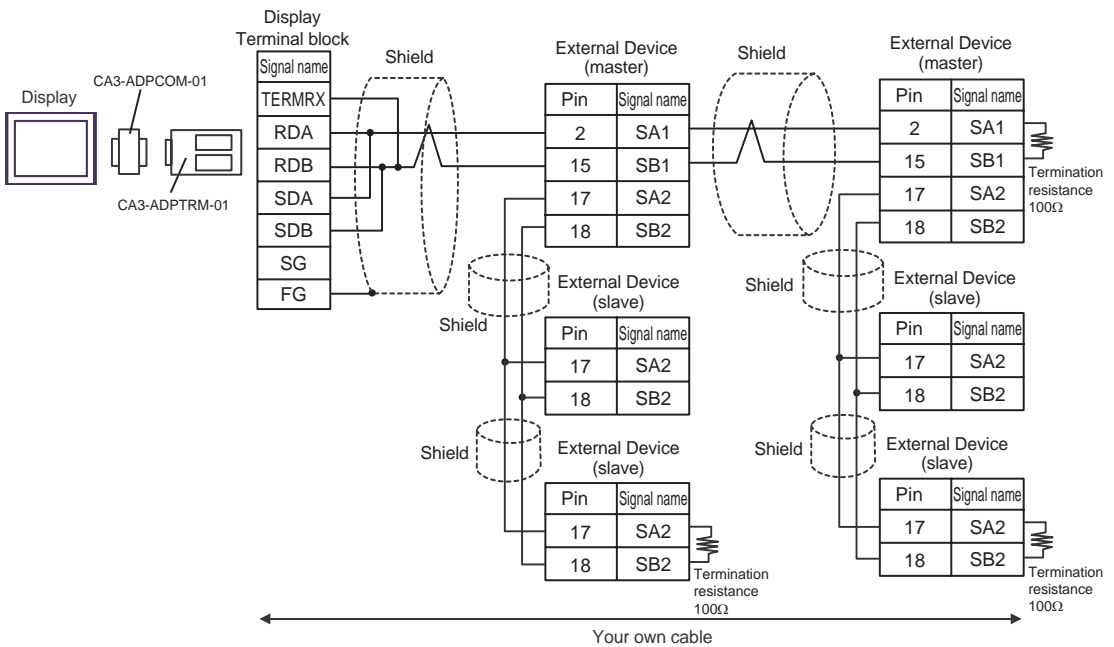 Display
CA3-ADPCOM-01
CA3-ADPTRM-01
Display
Terminal block
Signal name
TERMRX
RDA
RDB
SDA
SDB
SG
FG
Shield
External Device
(master)
Pin Signal name
2 SA1
15 SB1
17 SA2
18 SB2
Shield
External Device
(master)
Pin Signal name
2 SA1
15 SB1
17 SA2
18 SB2
Termination
resistance
100Ω
Shield
External Device
(slave)
Pin Signal name
17 SA2
18 SB2
Shield
External Device
(slave)
Pin Signal name
17 SA2
18 SB2
Shield
External Device
(slave)
Pin Signal name
17 SA2
18 SB2
Termination
resistance
100Ω
Shield
External Device
(slave)
Pin Signal name
17 SA2
18 SB2
Termination
resistance
100Ω
Your own cable